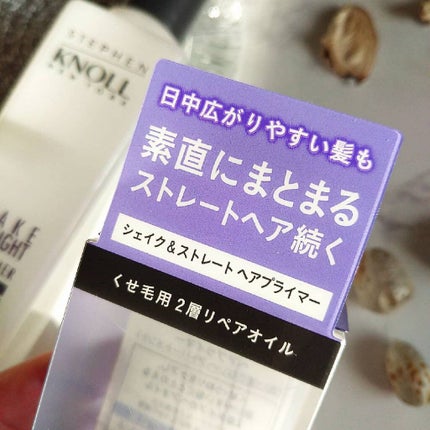 STEPHEN
KNOLL
NEW YORK
日中広がりやすい髪も
素直にまとまる
ストレートヘア続く
シェイク&ストレート ヘアプライマー
くせ毛用2層リペアオイル